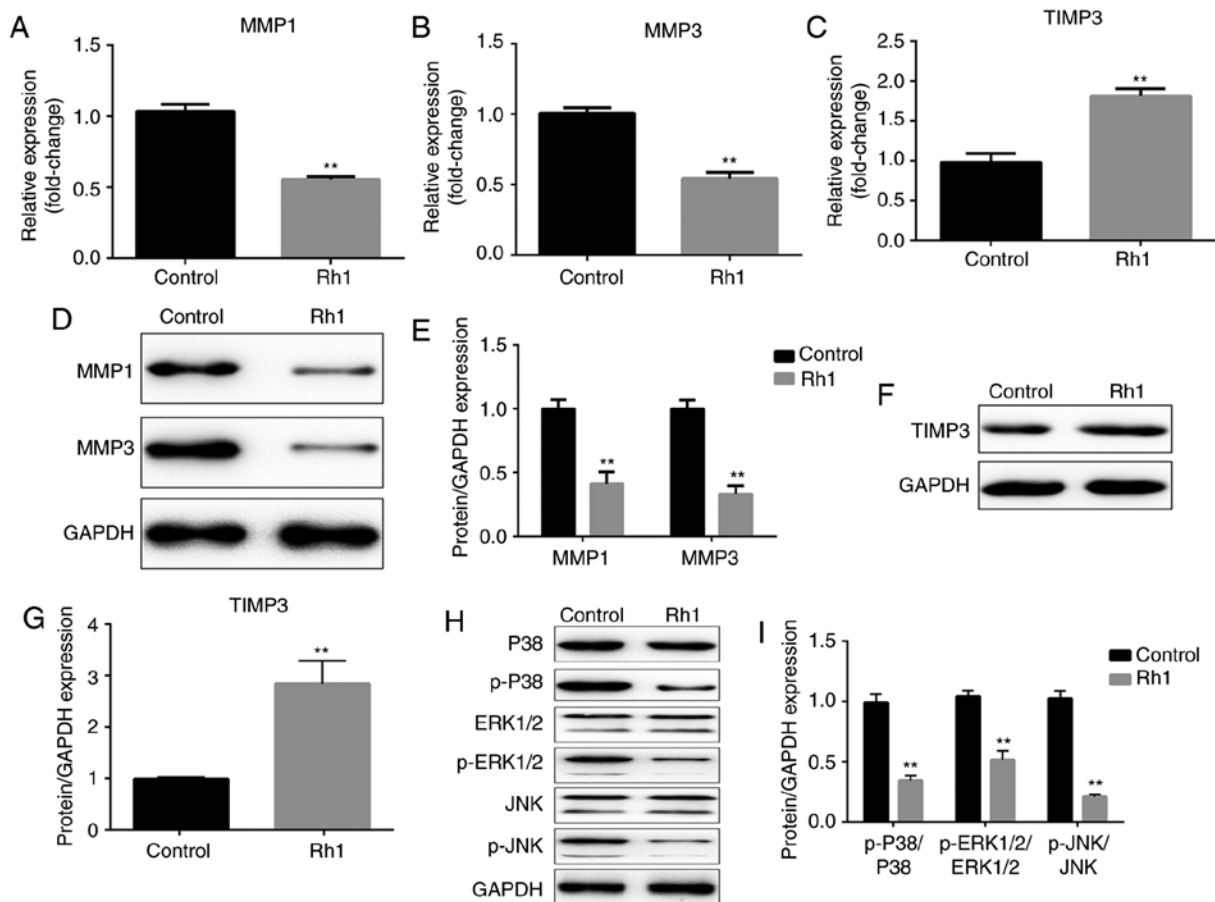 A
MMP1
Relative expression
(fold-change)
1.5
1.0
0.5
0.0
**
Control
Rh1
B
MMP3
Relative expression
(fold-change)
1.5
1.0
0.5
0.0
**
Control
Rh1
C
TIMP3
Relative expression
(fold-change)
2.5
2.0
1.5
1.0
0.5
0.0
**
Control
Rh1
D
Control
Rh1
MMP1
MMP3
GAPDH
E
Protein/GAPDH expression
1.5
1.0
0.5
0.0
**
**
MMP1
MMP3
Control
Rh1
F
Control
Rh1
TIMP3
GAPDH
G
TIMP3
Protein/GAPDH expression
4
3
2
1
0
**
Control
Rh1
H
Control
Rh1
P38
p-P38
ERK1/2
p-ERK1/2
JNK
p-JNK
GAPDH
I
Protein/GAPDH expression
1.5
1.0
0.5
0.0
**
**
**
p-P38/
P38
p-ERK1/2/
ERK1/2
p-JNK/
JNK
Control
Rh1